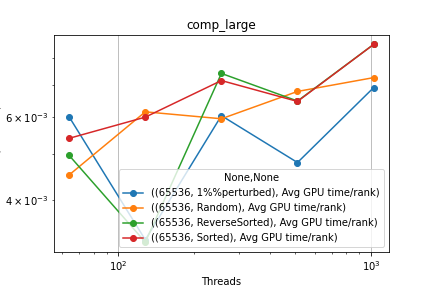 comp_large
6 × 10⁻³
4 × 10⁻³
None,None
((65536, 1%%perturbed), Avg GPU time/rank)
((65536, Random), Avg GPU time/rank)
((65536, ReverseSorted), Avg GPU time/rank)
((65536, Sorted), Avg GPU time/rank)
10² 10³
Threads